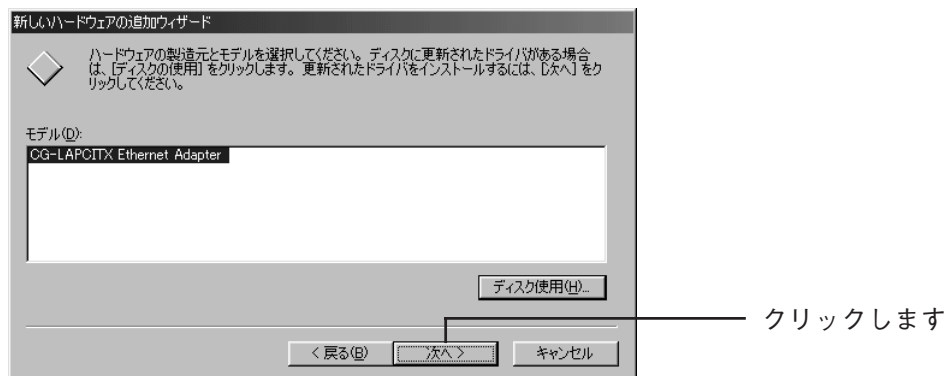 新しいハードウェアの追加ウィザード
ハードウェアの製造元とモデルを選択してください。ディスクに更新されたドライバがある場合
は、[ディスクの使用] をクリックします。更新されたドライバをインストールするには、[次へ] をク
リックしてください。
モデル(D):
CG-LAPCITX Ethernet Adapter
ディスク使用(H)...
クリックします
< 戻る(B) 次へ > キャンセル